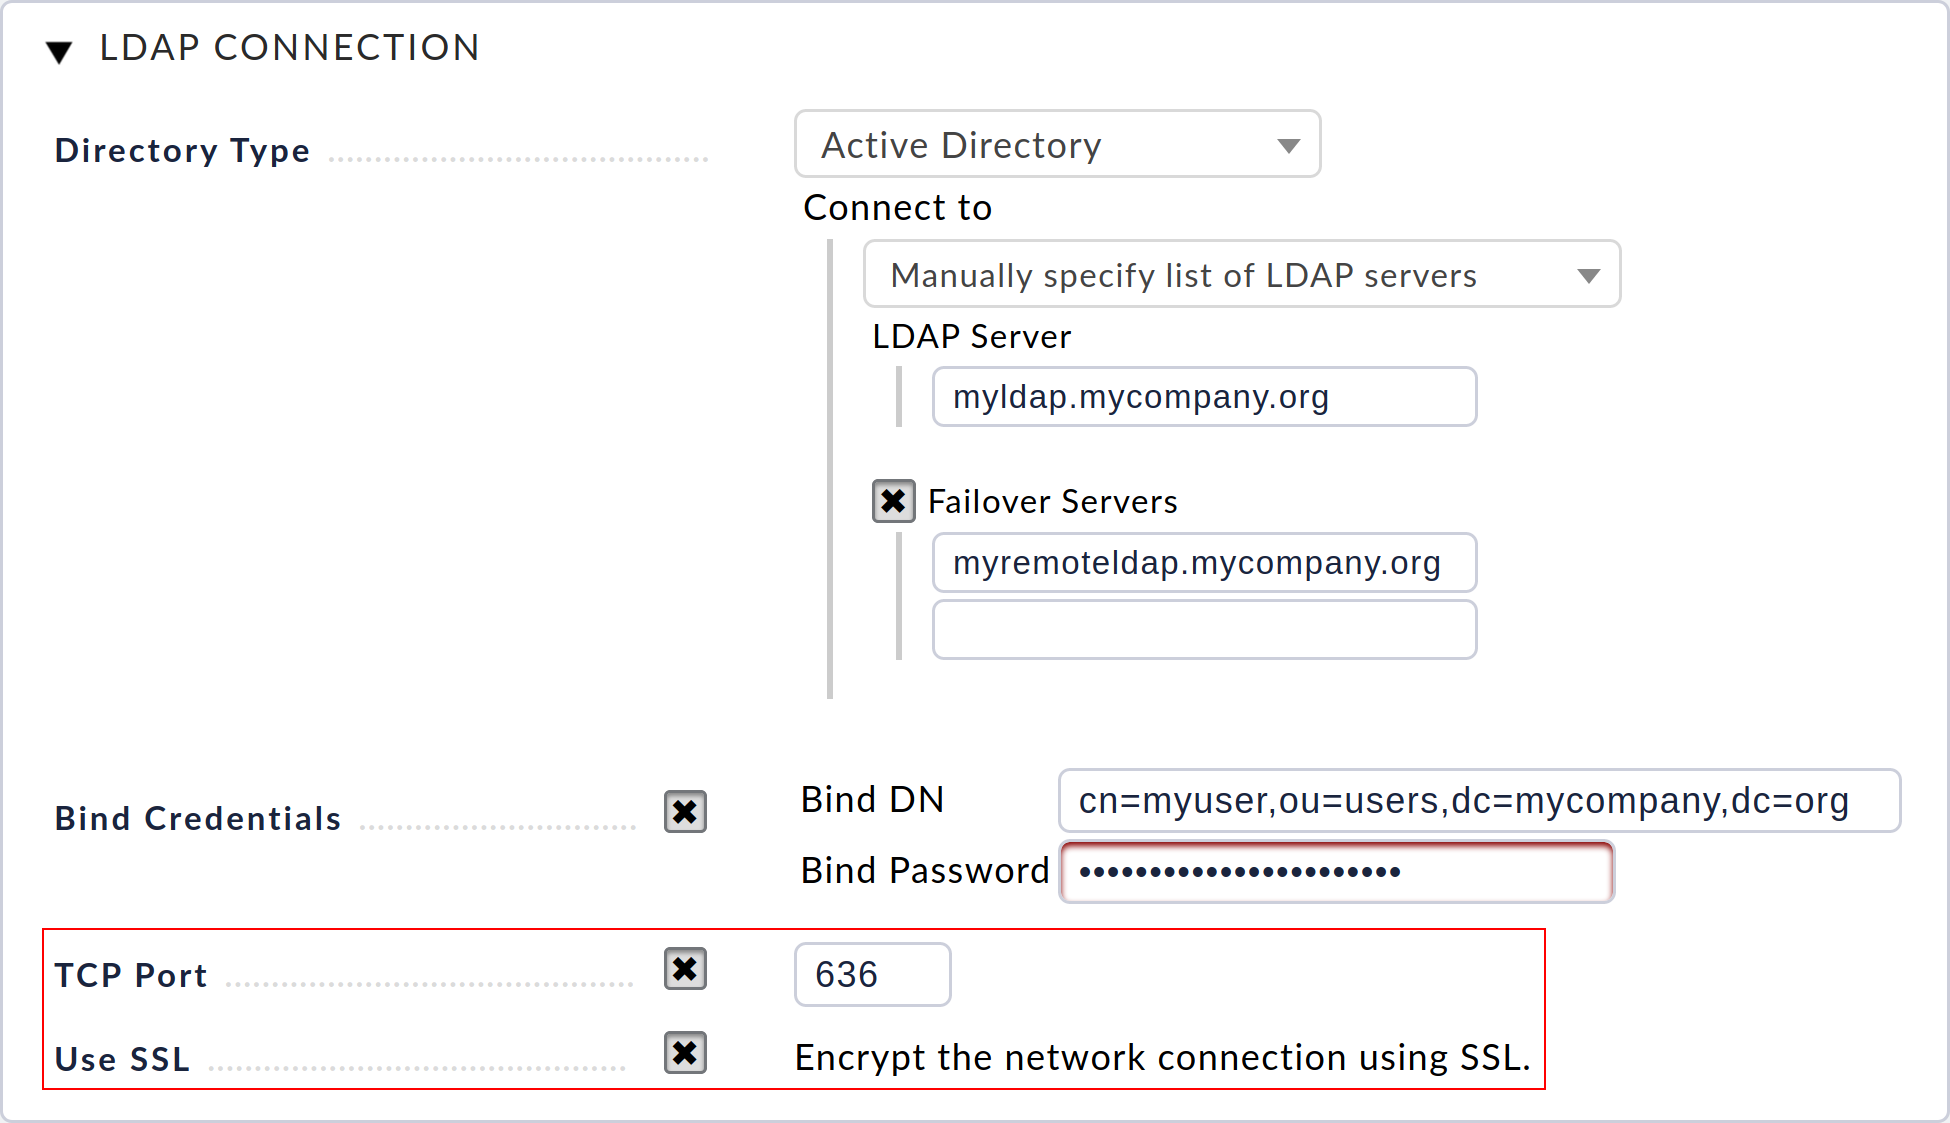 LDAP CONNECTION
Directory Type
Active Directory
Connect to
Manually specify list of LDAP servers
LDAP Server
myldap.mycompany.org
Failover Servers
myremoteldap.mycompany.org
Bind Credentials
Bind DN
cn=myuser,ou=users,dc=mycompany,dc=org
Bind Password
•••••••••••••••••••••••
TCP Port
636
Use SSL
Encrypt the network connection using SSL.